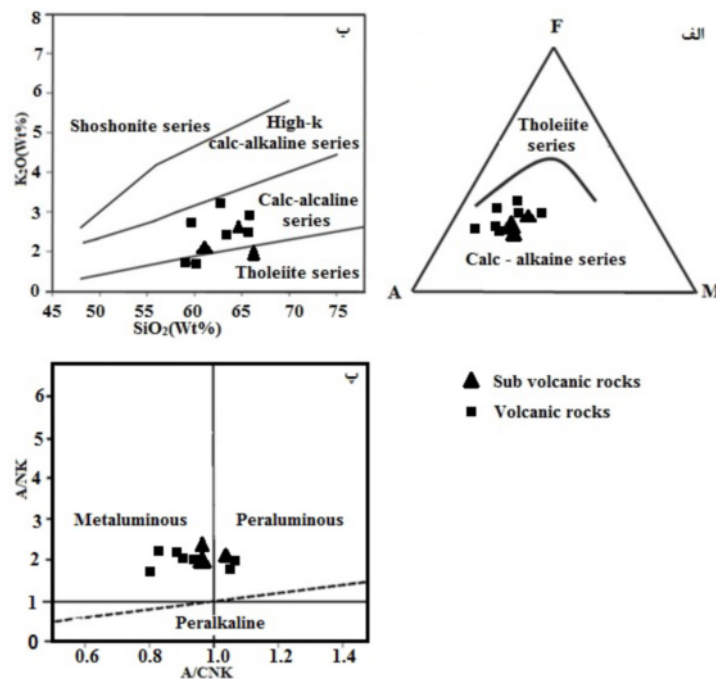 ب
8
7
6
5
4
3
2
1
0
K₂O(Wt%)
Shoshonite series
High-k
calc-alkaline series
Calc-alcaline
series
Tholeiite series
45 50 55 60 65 70 75
SiO₂(Wt%)
الف
F
Tholeiite
series
Calc - alkaine series
A
M
پ
6
5
4
3
2
1
0
A/NK
Metaluminous
Peraluminous
Peralkaline
0.6 0.8 1.0 1.2 1.4
A/CNK
Sub volcanic rocks
Volcanic rocks